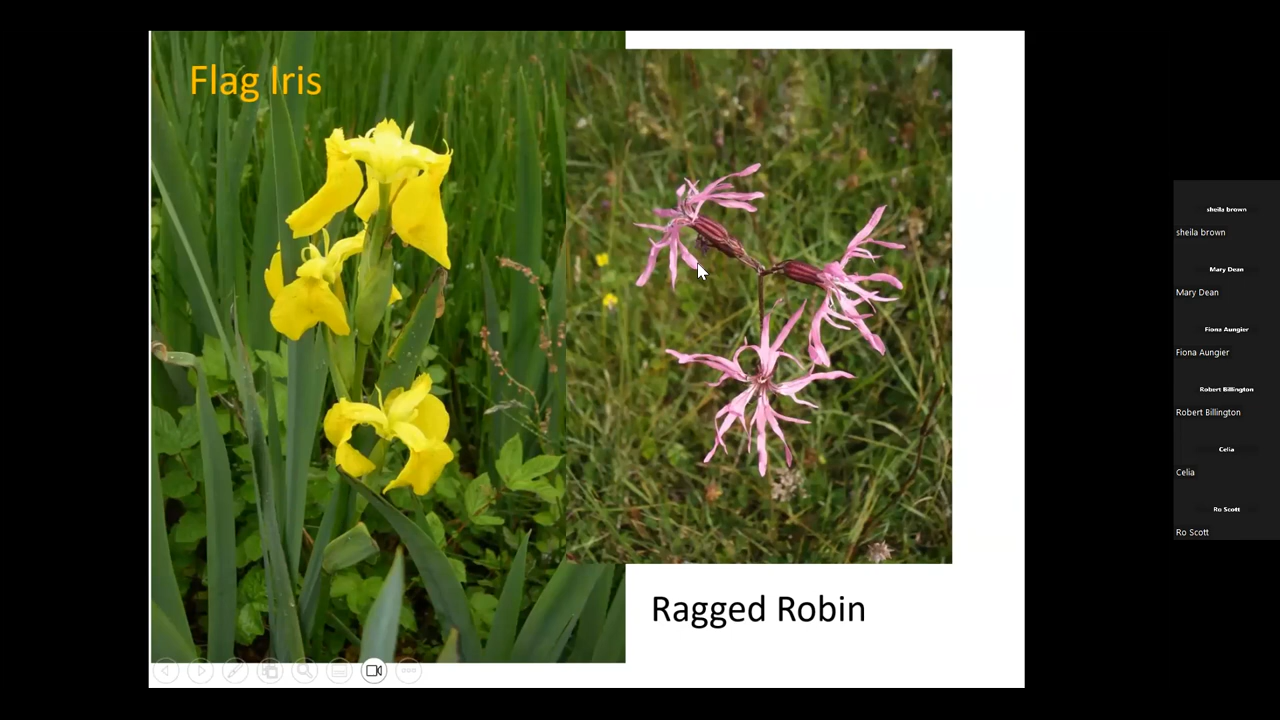 Flag Iris
Ragged Robin
sheila brown
sheila brown
Mary Dean
Mary Dean
Fiona Aungier
Fiona Aungier
Robert Billington
Robert Billington
Celia
Celia
Ro Scott
Ro Scott